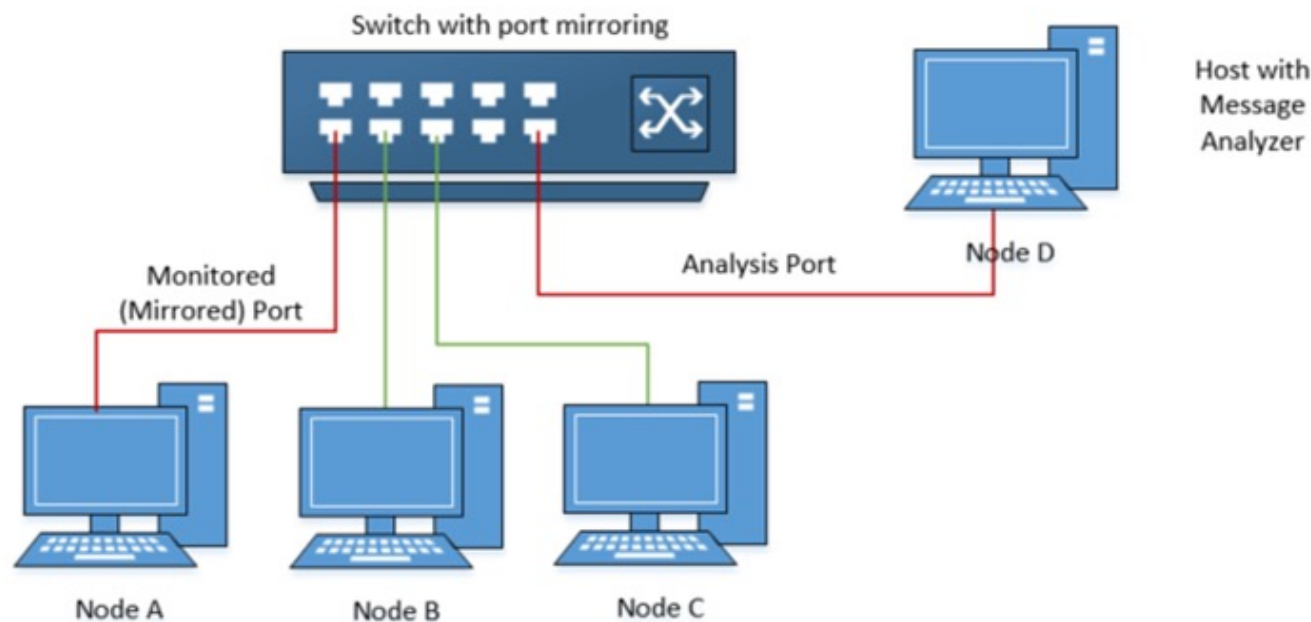 Switch with port mirroring
Host with
Message
Analyzer
Node D
Analysis Port
Monitored
(Mirrored) Port
Node A
Node B
Node C